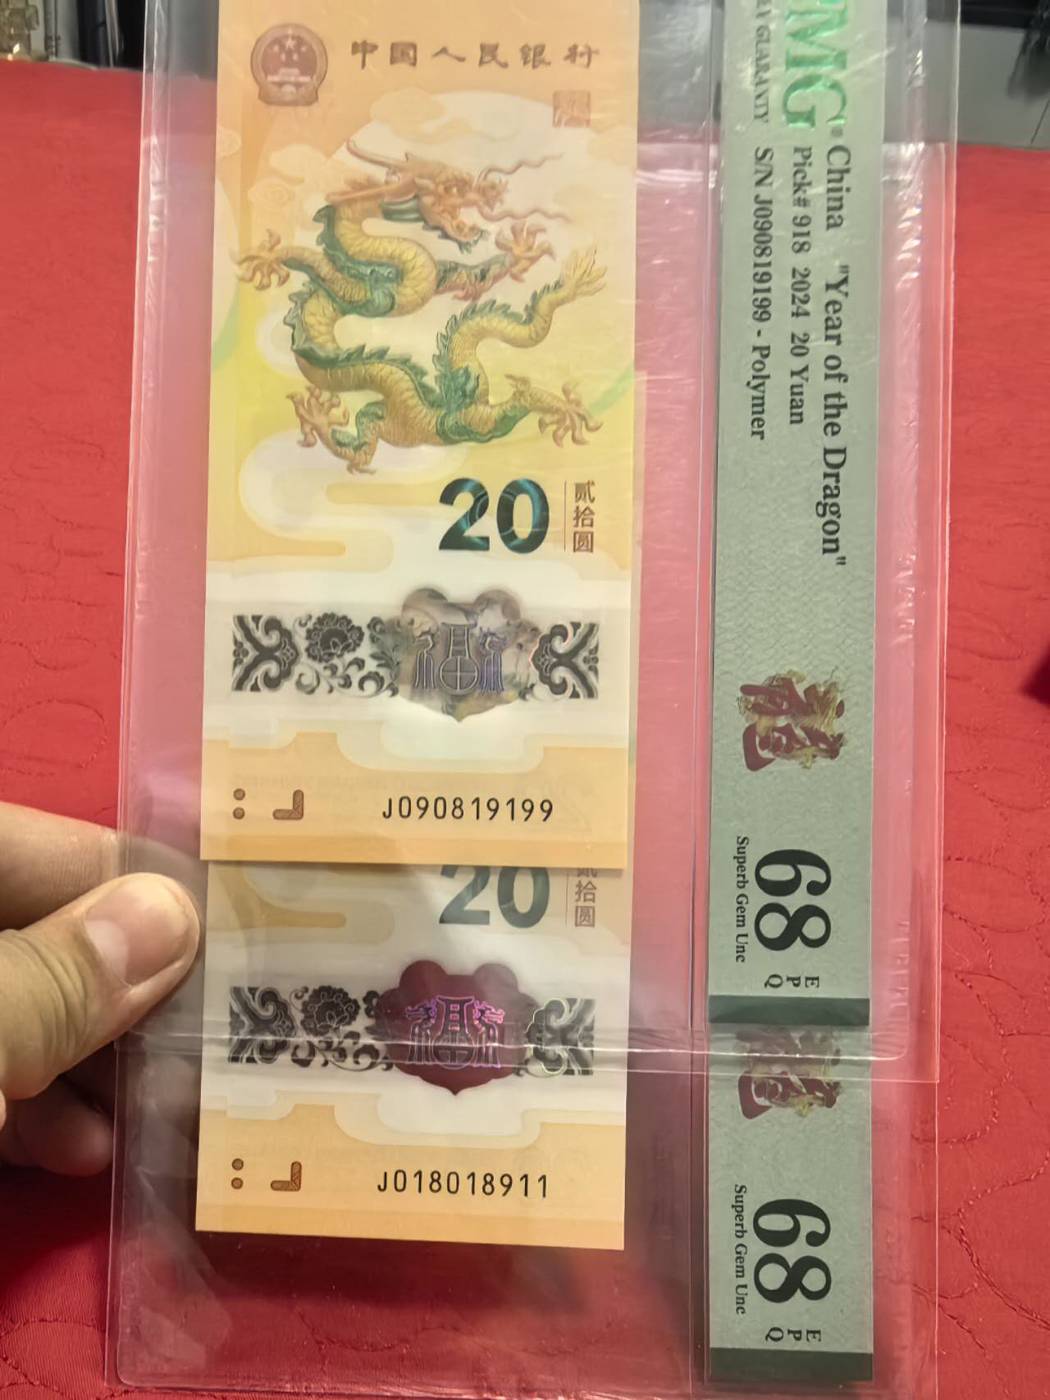 中国人民银行
20
贰拾圆
J090819199
20
贰拾圆
J018018911
PMG
GUARANTY
China "Year of the Dragon"
Pick# 918 2024 20 Yuan
S/N J090819199 - Polymer
68 EPQ
Superb Gem Unc
68 EPQ
Superb Gem Unc